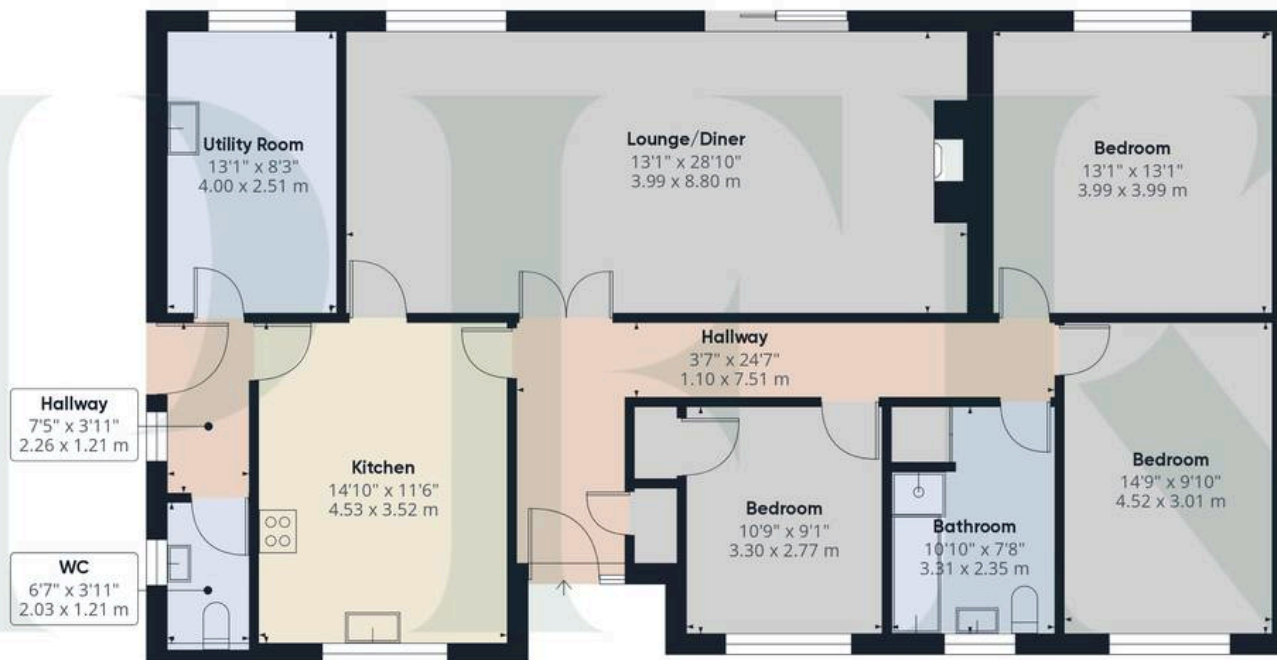 Utility Room
13'1" x 8'3"
4.00 x 2.51 m
Lounge/Diner
13'1" x 28'10"
3.99 x 8.80 m
Bedroom
13'1" x 13'1"
3.99 x 3.99 m
Hallway
3'7" x 24'7"
1.10 x 7.51 m
Hallway
7'5" x 3'11"
2.26 x 1.21 m
Kitchen
14'10" x 11'6"
4.53 x 3.52 m
Bedroom
10'9" x 9'1"
3.30 x 2.77 m
Bathroom
10'10" x 7'8"
3.31 x 2.35 m
Bedroom
14'9" x 9'10"
4.52 x 3.01 m
WC
6'7" x 3'11"
2.03 x 1.21 m